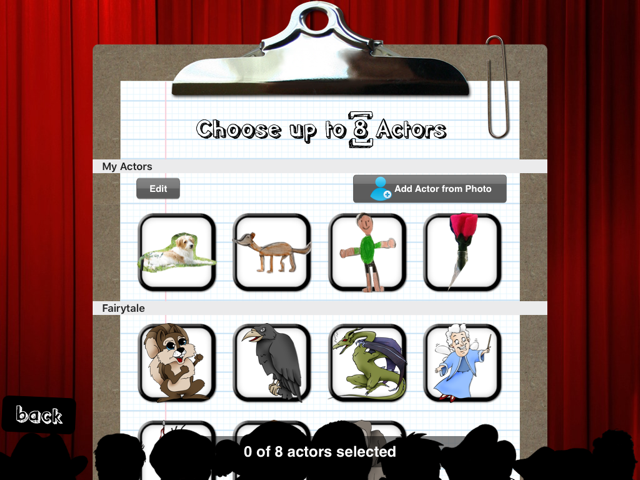 Choose up to 8 Actors
My Actors
Edit
Add Actor from Photo
Fairytale
back
0 of 8 actors selected